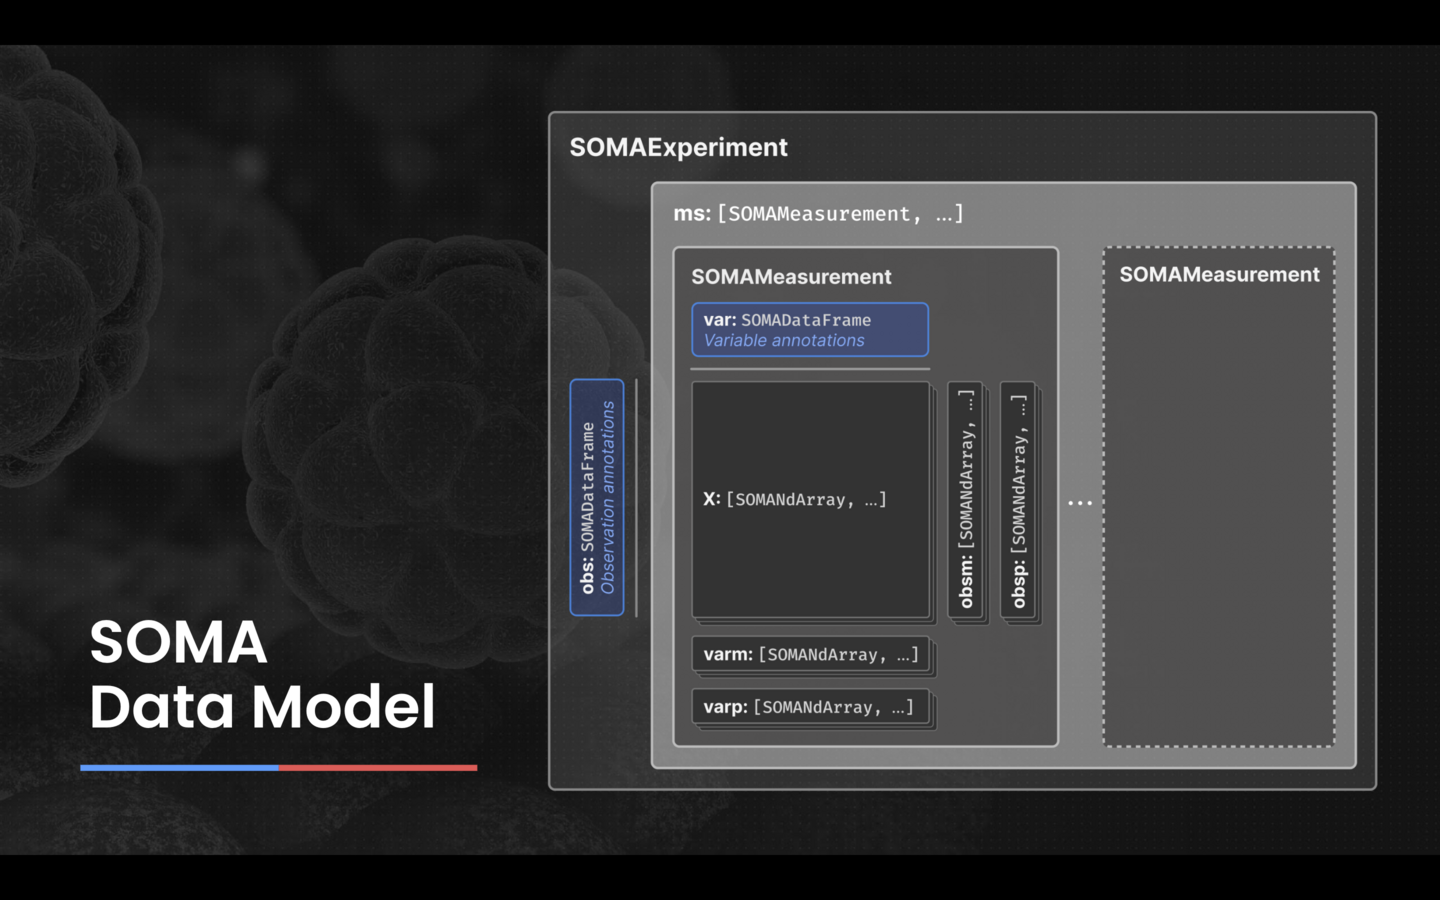 SOMA
Data Model
SOMAExperiment
ms: [SOMAMeasurement, …]
SOMAMeasurement
var: SOMADataFrame
Variable annotations
obs: SOMADataFrame
Observation annotations
X: [SOMANdArray, …]
obsm: [SOMANdArray, …]
obsp: [SOMANdArray, …]
varm: [SOMANdArray, …]
varp: [SOMANdArray, …]
…
SOMAMeasurement